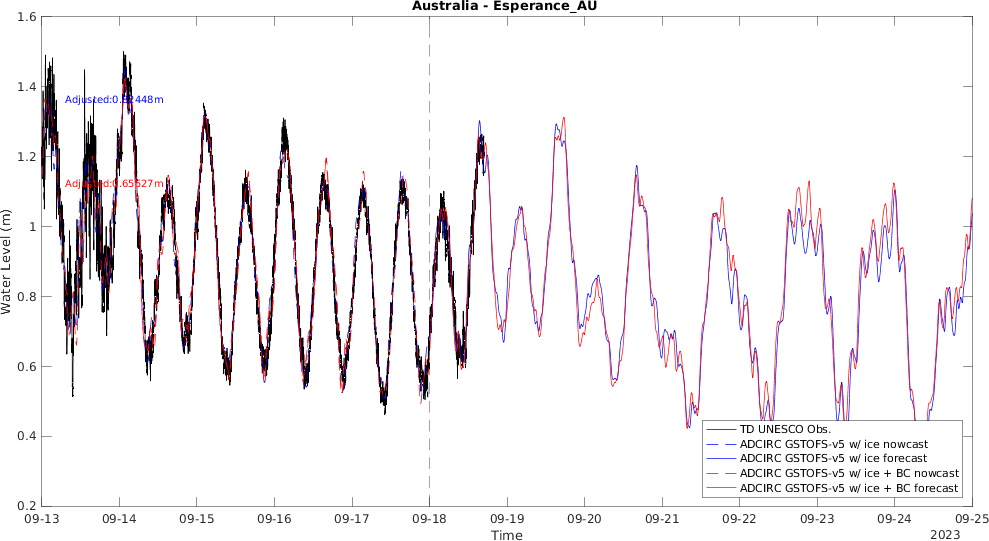 Australia - Esperance_AU
1.6
1.4
1.2
1
0.8
0.6
0.4
0.2
Water Level (m)
Adjusted:0.65527m
TD UNESCO Obs.
ADCIRC GSTOFS-v5 w/ ice nowcast
ADCIRC GSTOFS-v5 w/ ice forecast
ADCIRC GSTOFS-v5 w/ ice + BC nowcast
ADCIRC GSTOFS-v5 w/ ice + BC forecast
09-13 09-14 09-15 09-16 09-17 09-18 09-19 09-20 09-21 09-22 09-23 09-24 09-25
Time
2023